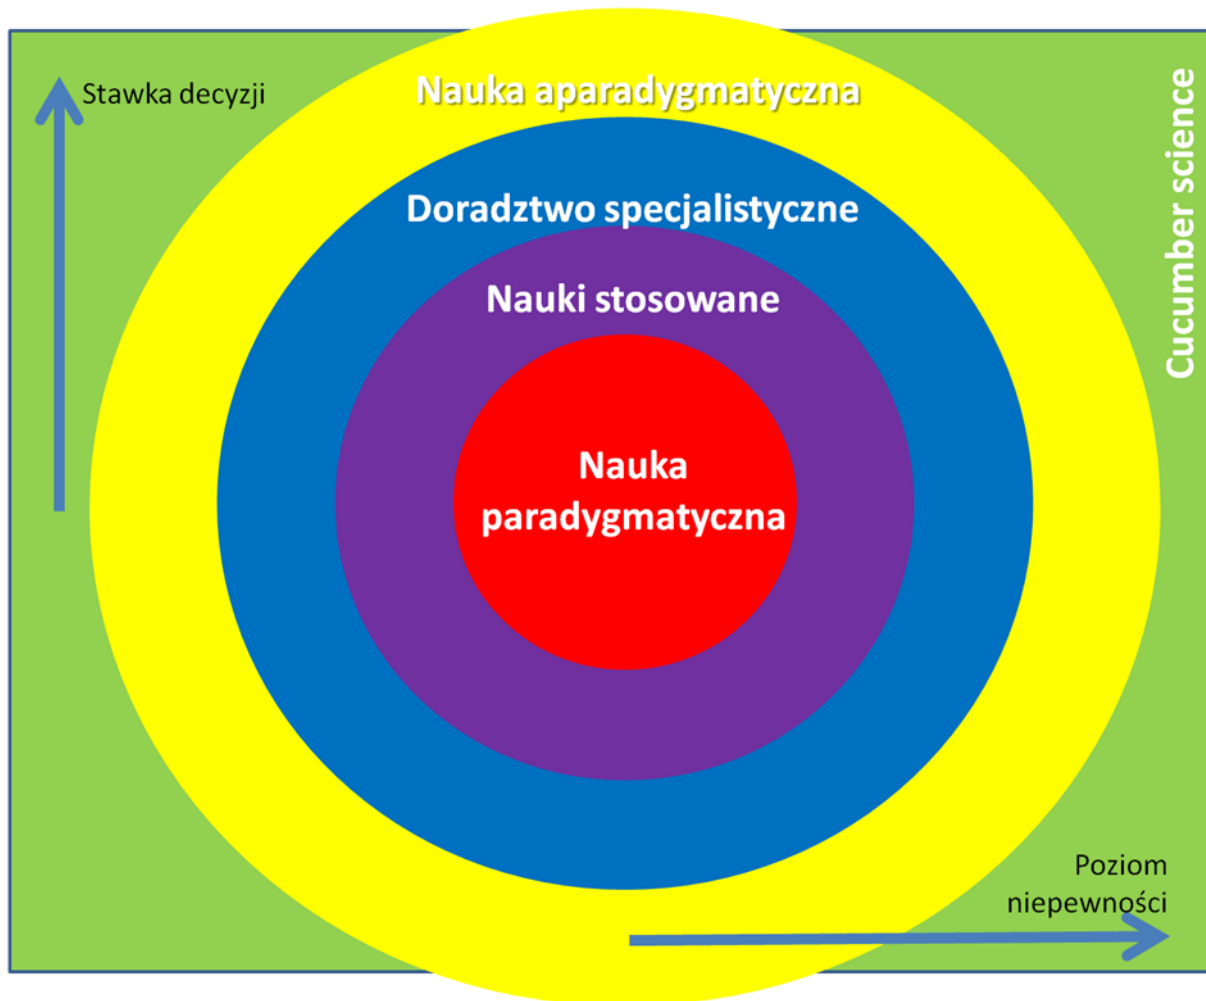 Stawka decyzji
Nauka aparadygmatyczna
Cucumber science
Doradztwo specjalistyczne
Nauki stosowane
Nauka
paradygmatyczna
Poziom
niepewności